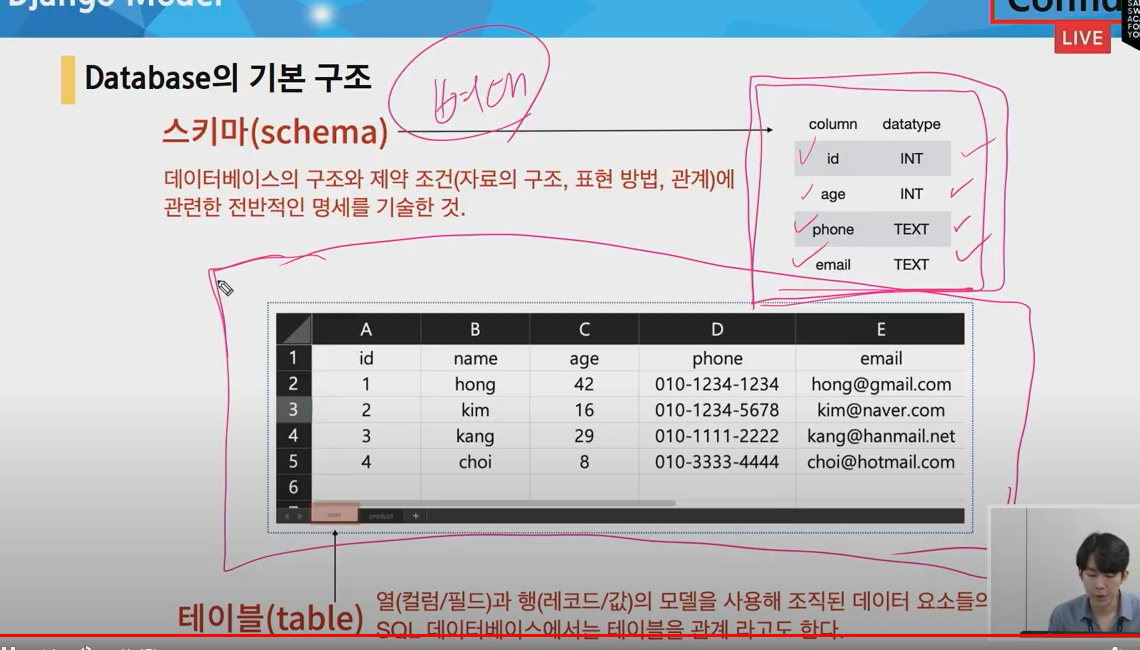 Django Model
LIVE
Database의 기본 구조
스키마(schema)
데이터베이스의 구조와 제약 조건(자료의 구조, 표현 방법, 관계)에
관련한 전반적인 명세를 기술한 것.
column datatype
id INT
age INT
phone TEXT
email TEXT
A B C D E
1 id name age phone email
2 1 hong 42 010-1234-1234 hong@gmail.com
3 2 kim 16 010-1234-5678 kim@naver.com
4 3 kang 29 010-1111-2222 kang@hanmail.net
5 4 choi 8 010-3333-4444 choi@hotmail.com
6
user product +
테이블(table)
열(컬럼/필드)과 행(레코드/값)의 모델을 사용해 조직된 데이터 요소들의
SQL 데이터베이스에서는 테이블을 관계 라고도 한다.